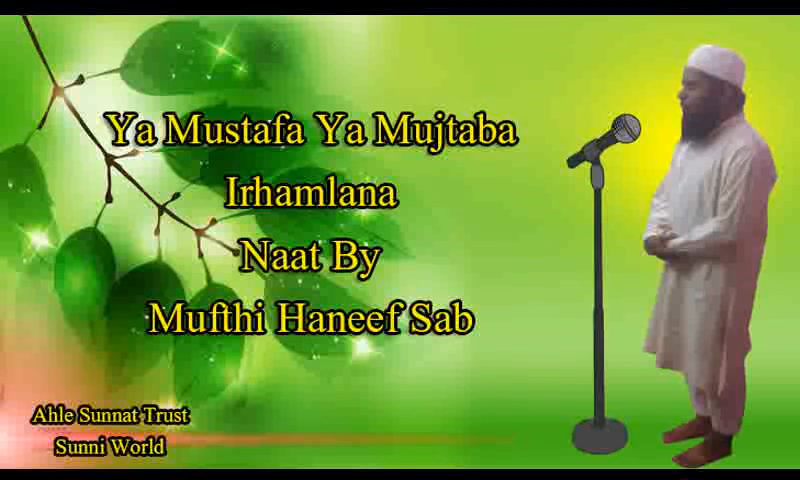 Ya Mustafa Ya Mujtaba
Irhamlana
Naat By
Mufthi Haneef Sab
Ahle Sunnat Trust
Sunni World